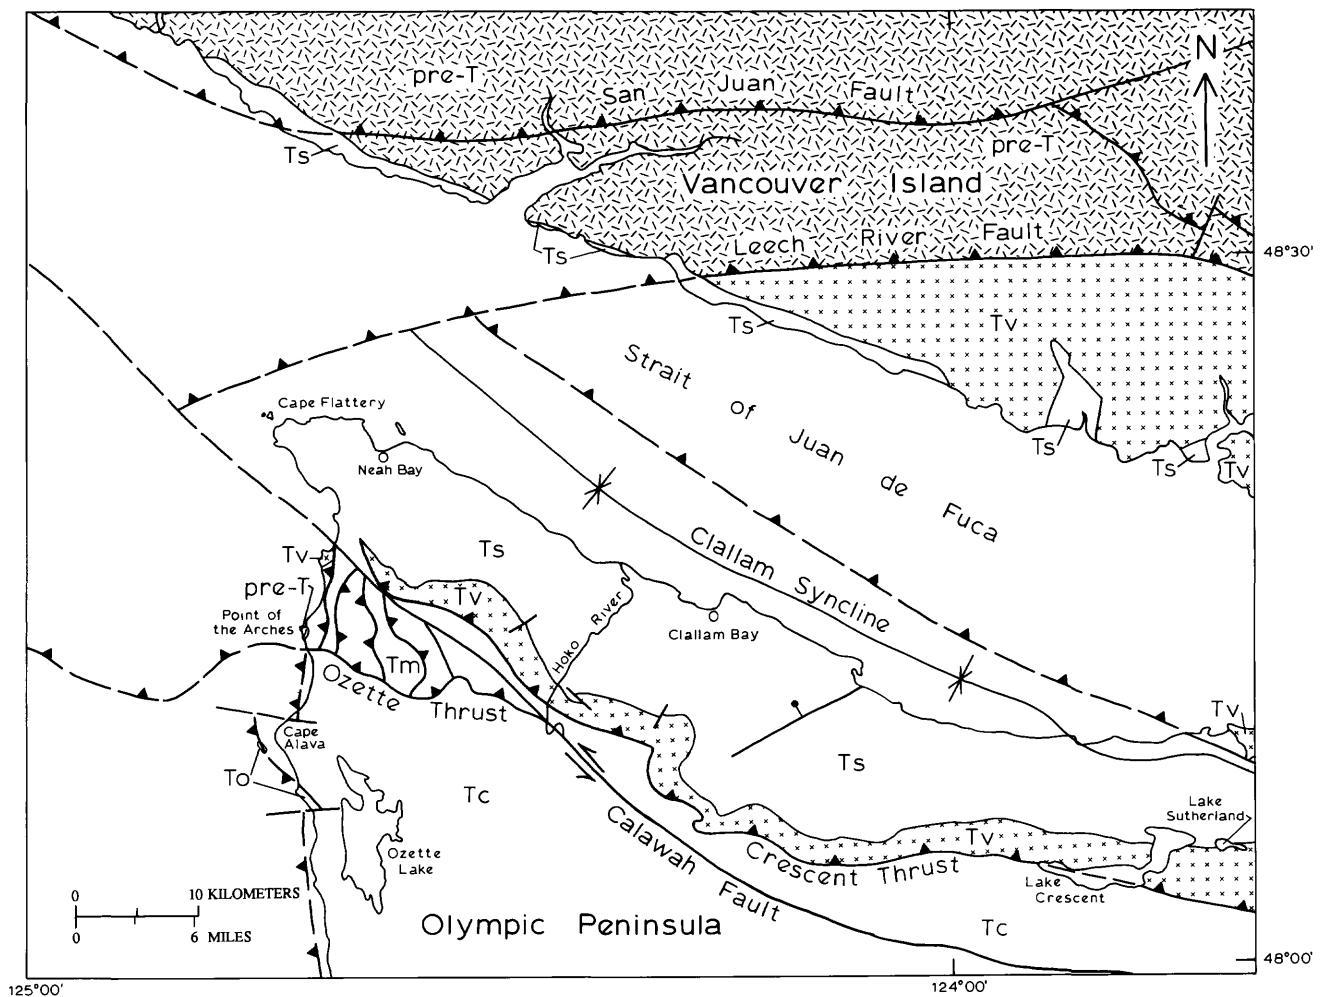 N
pre-T
San Juan Fault
Ts
pre-T
Vancouver Island
Leech River Fault
48°30'
Ts
Ts
Tv
Strait of Juan de Fuca
Cape Flattery
Neah Bay
Ts
Ts
Tv
Clallam Syncline
Ts
Tv
pre-T
Tv
Point of
the Arches
Hoko River
Clallam Bay
Tm
Ozette Thrust
Tv
Cape
Alava
To
Ts
Tc
Lake
Sutherland
Calawah Fault
Crescent Thrust
Tv
Ozette
Lake
Lake
Crescent
0 10 KILOMETERS
0 6 MILES
Olympic Peninsula
Tc
48°00'
125°00'
124°00'